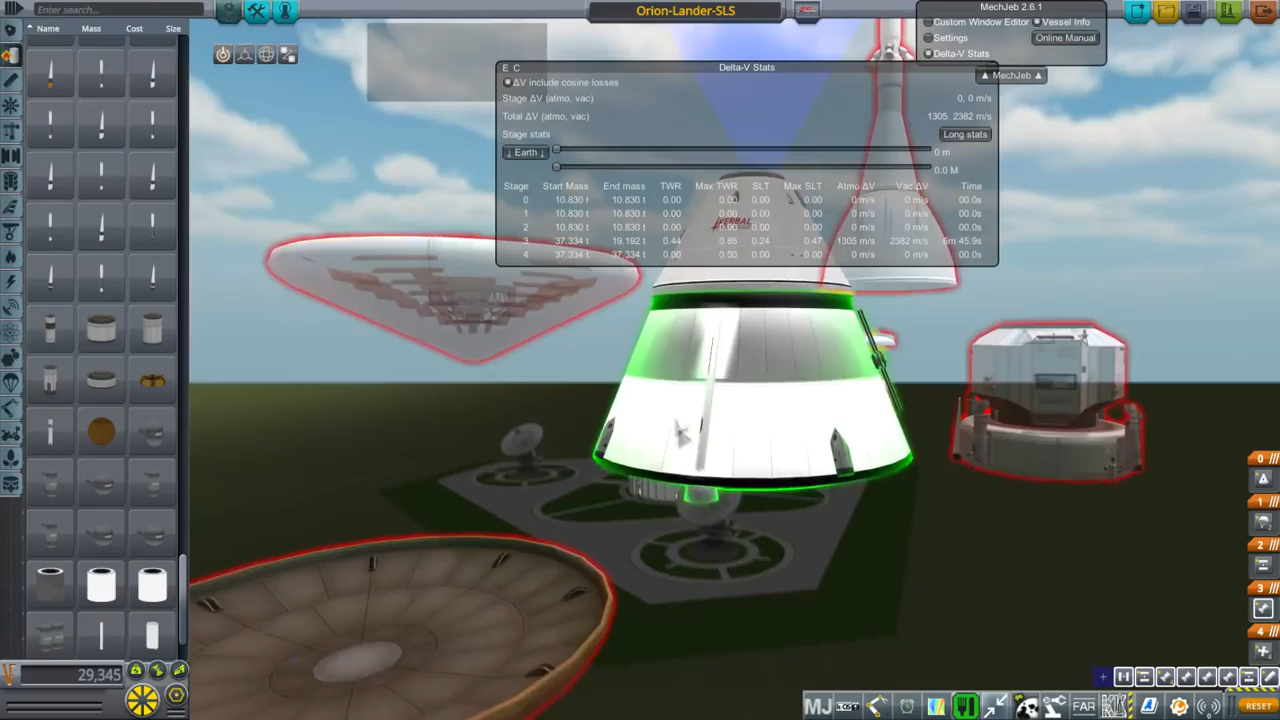 Enter search...
Name Mass Cost Size
Orion-Lander-SLS
MechJeb 2.6.1
Custom Window Editor Vessel Info
Settings Online Manual
Delta-V Stats
▲ MechJeb ▲
E C Delta-V Stats
ΔV include cosine losses
Stage ΔV (atmo, vac) 0, 0 m/s
Total ΔV (atmo, vac) 1305, 2382 m/s
Stage stats Long stats
↓ Earth ↓ 0 m
0.0 M
Stage Start Mass End mass TWR Max TWR SLT Max SLT Atmo ΔV Vac ΔV Time
0 10.830 t 10.830 t 0.00 0.00 0.00 0.00 0 m/s 0 m/s 00.0s
1 10.830 t 10.830 t 0.00 0.00 0.00 0.00 0 m/s 0 m/s 00.0s
2 10.830 t 10.830 t 0.00 0.00 0.00 0.00 0 m/s 0 m/s 00.0s
3 37.334 t 19.192 t 0.44 0.85 0.24 0.47 1305 m/s 2382 m/s 6m 45.9s
4 37.334 t 37.334 t 0.00 0.00 0.00 0.00 0 m/s 0 m/s 00.0s
KERBAL
0
1
2
3
4
29,345
MJ FAR KK RESET